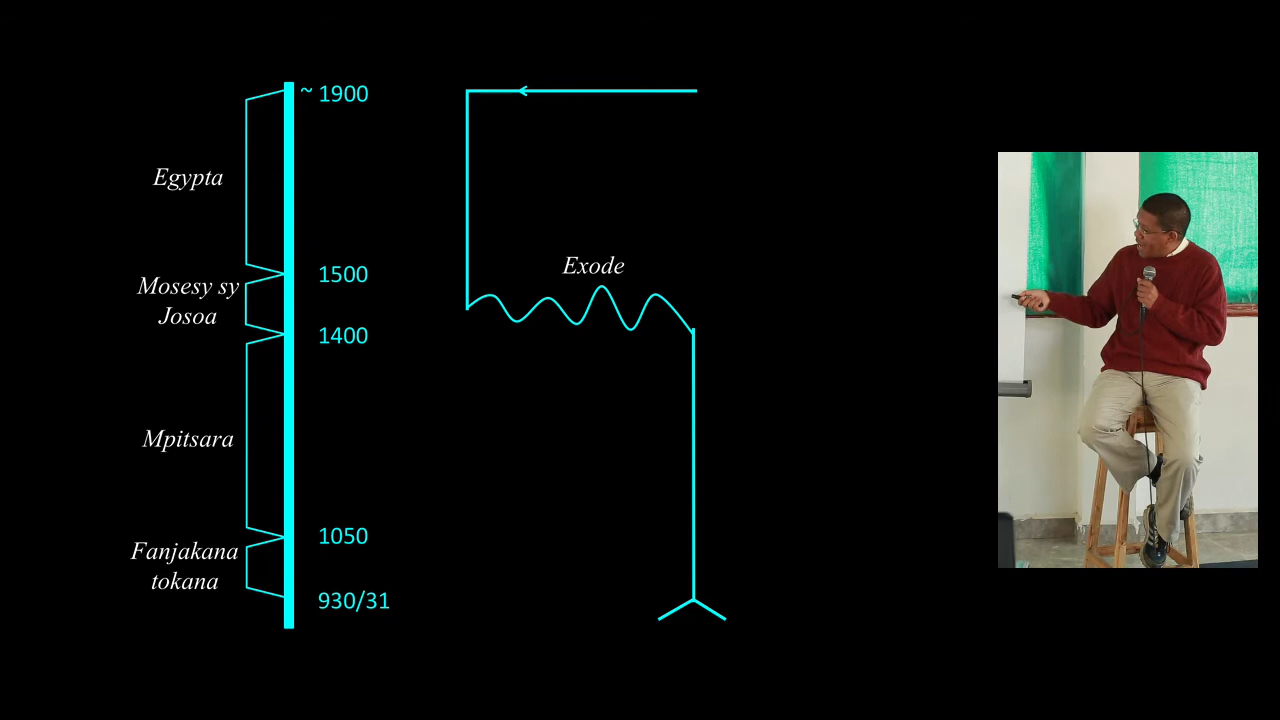 ~ 1900
Egypta
1500
Mosesy sy
Josoa
1400
Exode
Mpitsara
1050
Fanjakana
tokana
930/31